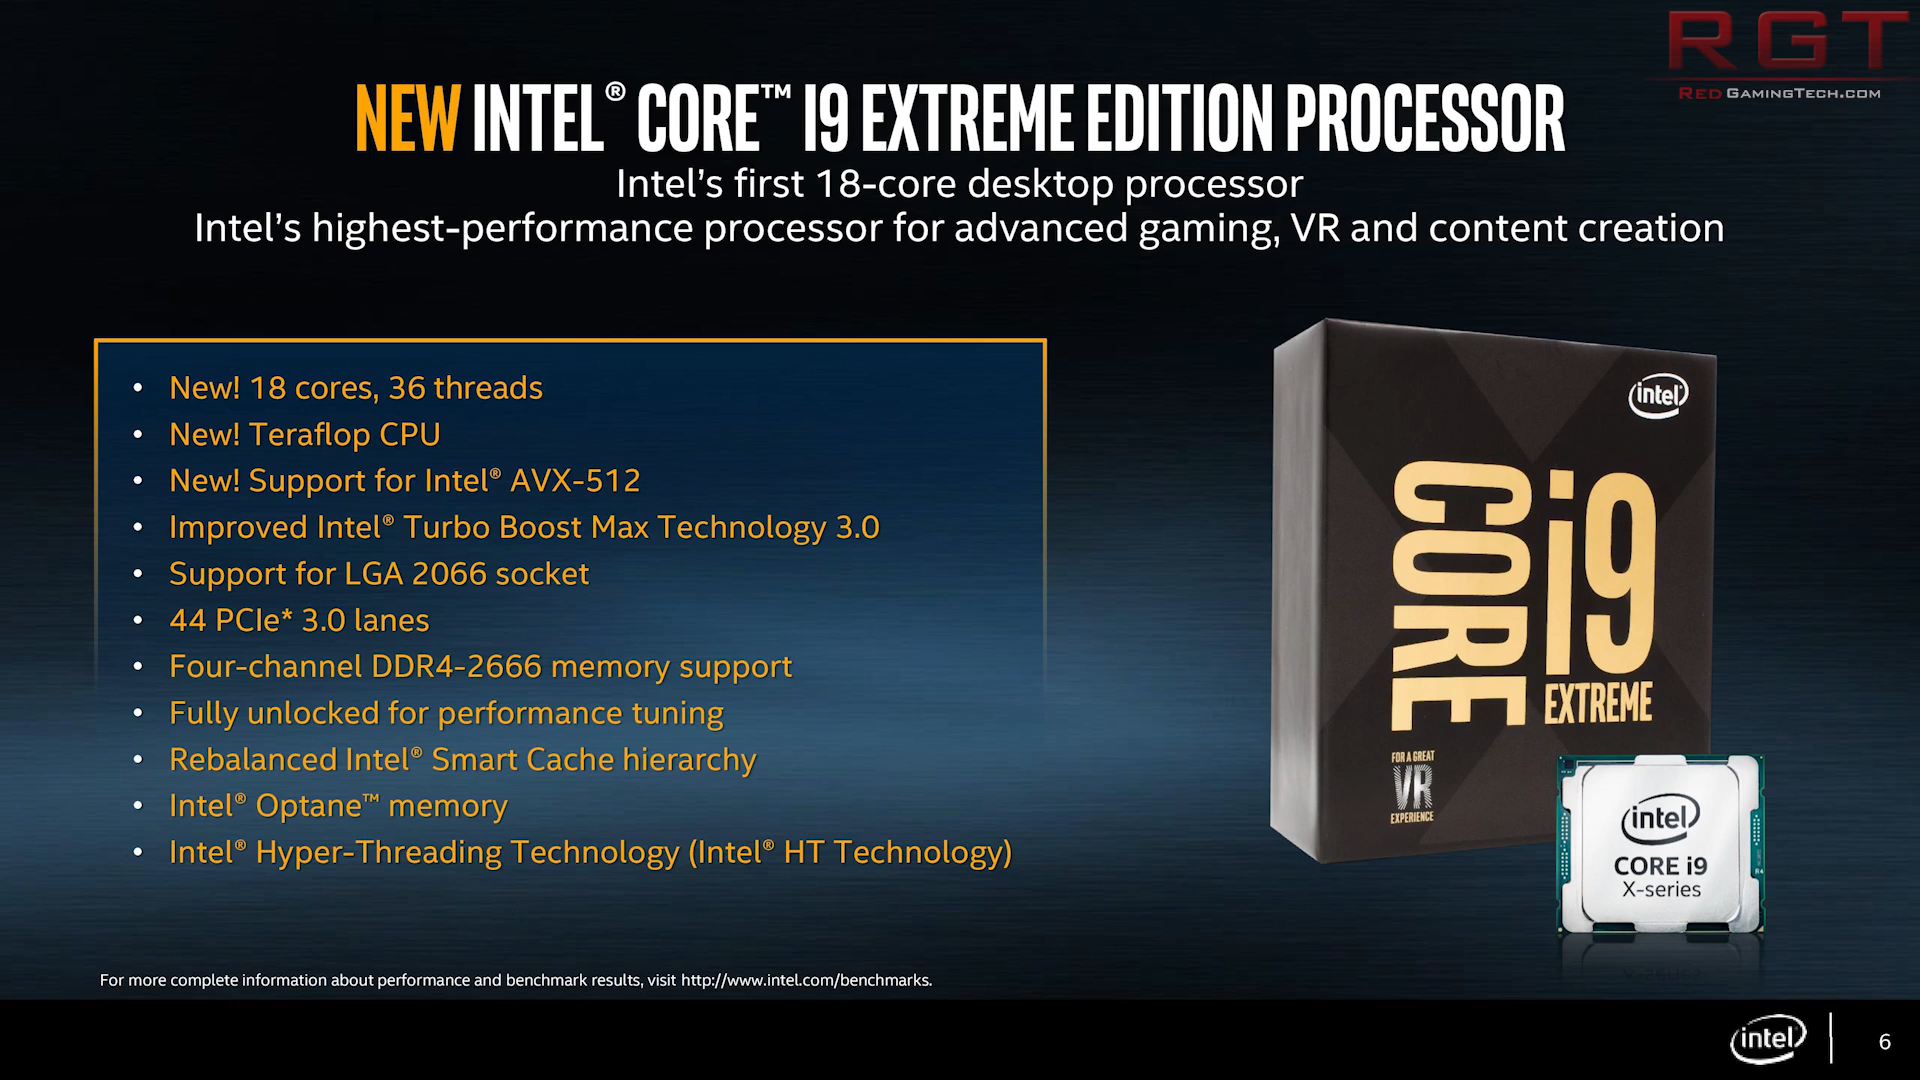 RGT
RedGamingTech.com
NEW INTEL® CORE™ I9 EXTREME EDITION PROCESSOR
Intel's first 18-core desktop processor
Intel's highest-performance processor for advanced gaming, VR and content creation
• New! 18 cores, 36 threads
• New! Teraflop CPU
• New! Support for Intel® AVX-512
• Improved Intel® Turbo Boost Max Technology 3.0
• Support for LGA 2066 socket
• 44 PCIe* 3.0 lanes
• Four-channel DDR4-2666 memory support
• Fully unlocked for performance tuning
• Rebalanced Intel® Smart Cache hierarchy
• Intel® Optane™ memory
• Intel® Hyper-Threading Technology (Intel® HT Technology)
intel
CORE i9
EXTREME
FOR A GREAT
VR
EXPERIENCE
intel
CORE i9
X-series
For more complete information about performance and benchmark results, visit http://www.intel.com/benchmarks.
intel
6